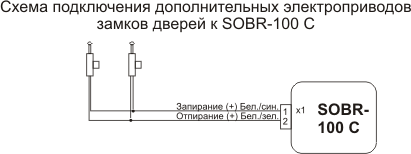 Схема подключения дополнительных электроприводов
замков дверей к SOBR-100 С
Запирание (+) Бел./син.
Отпирание (+) Бел./зел.
1
2
x1
SOBR-
100 С